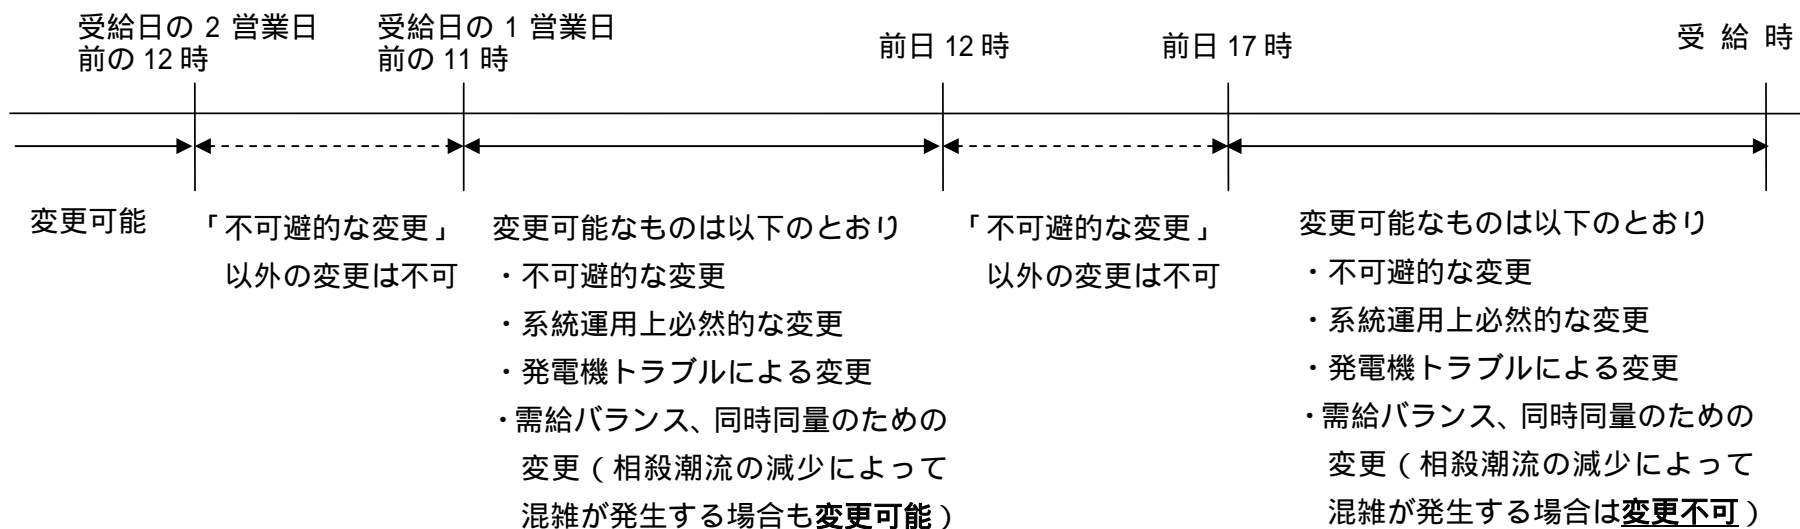 受給日の 2 営業日
前の 12 時
受給日の 1 営業日
前の 11 時
前日 12 時
前日 17 時
受 給 時
変更可能
「不可避的な変更」
以外の変更は不可
変更可能なものは以下のとおり
・不可避的な変更
・系統運用上必然的な変更
・発電機トラブルによる変更
・需給バランス、同時同量のための
変更（相殺潮流の減少によって
混雑が発生する場合も変更可能）
「不可避的な変更」
以外の変更は不可
変更可能なものは以下のとおり
・不可避的な変更
・系統運用上必然的な変更
・発電機トラブルによる変更
・需給バランス、同時同量のための
変更（相殺潮流の減少によって
混雑が発生する場合は変更不可）